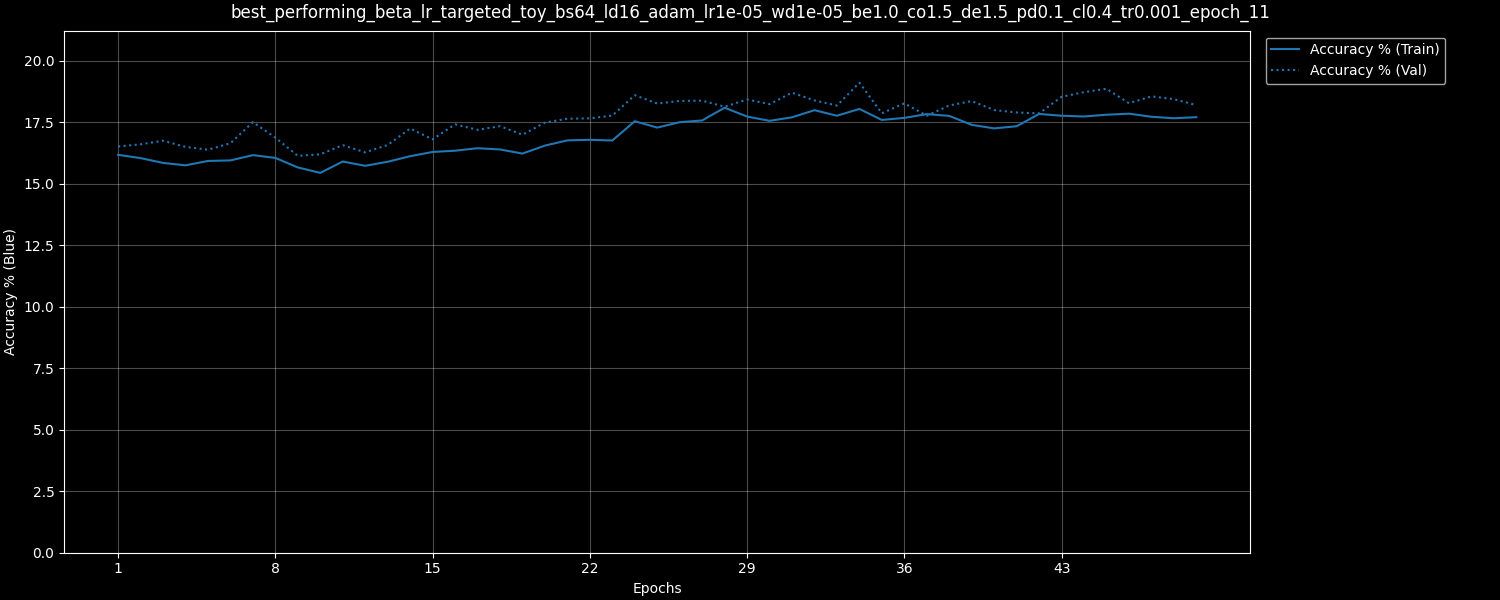 best_performing_beta_lr_targeted_toy_bs64_ld16_adam_lr1e-05_wd1e-05_be1.0_co1.5_de1.5_pd0.1_cl0.4_tr0.001_epoch_11
Accuracy % (Train)
Accuracy % (Val)
20.0
17.5
15.0
12.5
10.0
7.5
5.0
2.5
0.0
Accuracy % (Blue)
1 8 15 22 29 36 43
Epochs